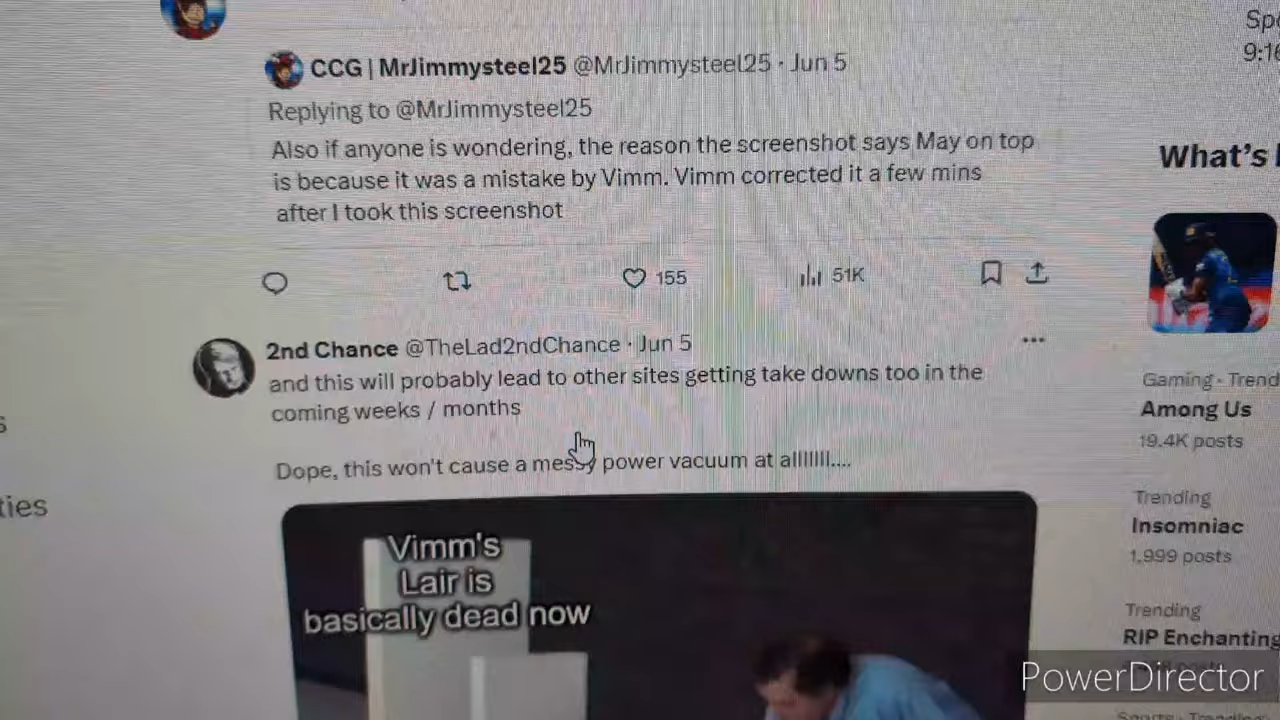 Sp
9:16
CCG | MrJimmysteel25 @MrJimmysteel25 · Jun 5
Replying to @MrJimmysteel25
Also if anyone is wondering, the reason the screenshot says May on top
is because it was a mistake by Vimm. Vimm corrected it a few mins
after I took this screenshot
155
51K
2nd Chance @TheLad2ndChance · Jun 5
and this will probably lead to other sites getting take downs too in the
coming weeks / months
Dope, this won't cause a messy power vacuum at alllllll....
Vimm's
Lair is
basically dead now
ties
What's
Gaming · Trend
Among Us
19.4K posts
Trending
Insomniac
1,999 posts
Trending
RIP Enchanting
Sports · Trending
PowerDirector